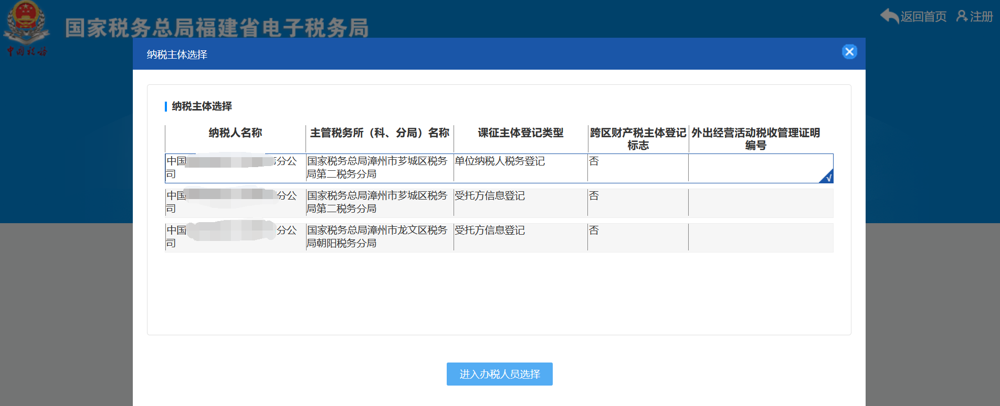 国家税务总局福建省电子税务局
返回首页 注册
中国税务
纳税主体选择
纳税主体选择
纳税人名称 主管税务所（科、分局）名称 课征主体登记类型 跨区财产税主体登记 外出经营活动税收管理证明
标志 编号
中国 分公 国家税务总局漳州市芗城区税务 单位纳税人税务登记 否
司 局第二税务分局
√
中国 分公 国家税务总局漳州市芗城区税务 受托方信息登记 否
司 局第二税务分局
中国 分公 国家税务总局漳州市龙文区税务 受托方信息登记 否
司 局朝阳税务分局
进入办税人员选择